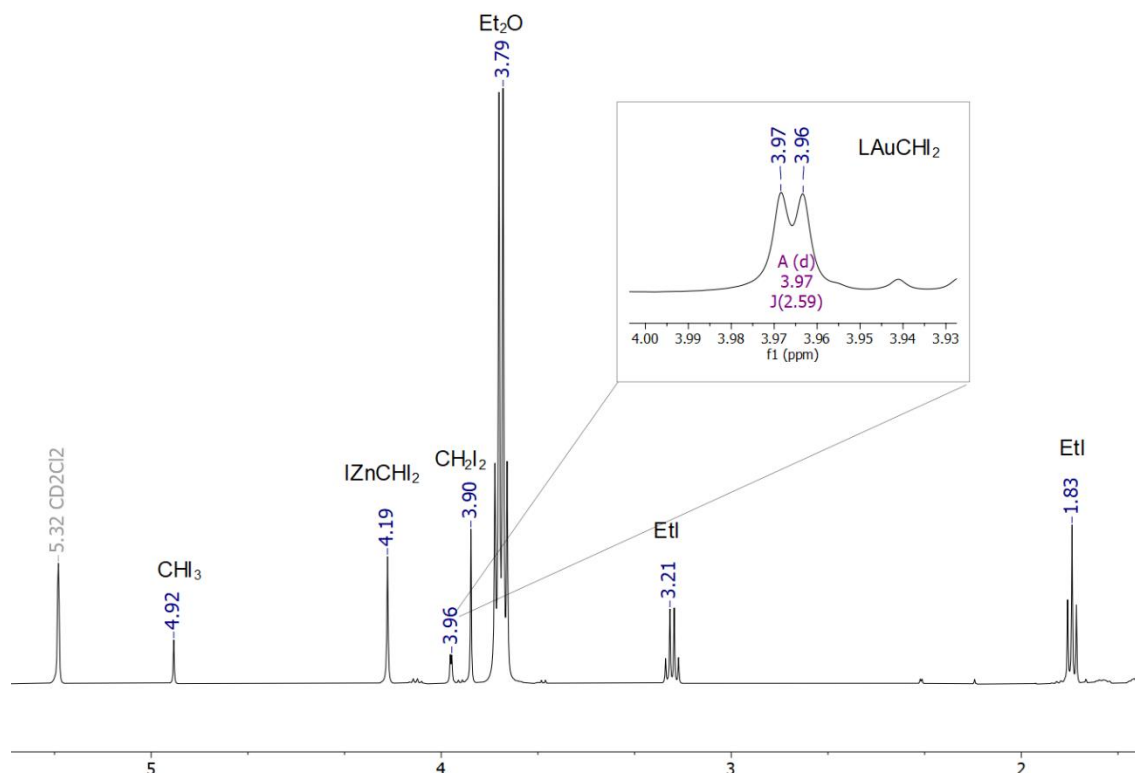 Et₂O
3.79
3.97
3.96
LAuCHI₂
A (d)
3.97
J(2.59)
4.00 3.99 3.98 3.97 3.96 3.95 3.94 3.93
f1 (ppm)
5.32 CD2Cl2
CHI₃
4.92
IZnCHI₂
4.19
3.96
CH₂I₂
3.90
EtI
3.21
EtI
1.83
5 4 3 2